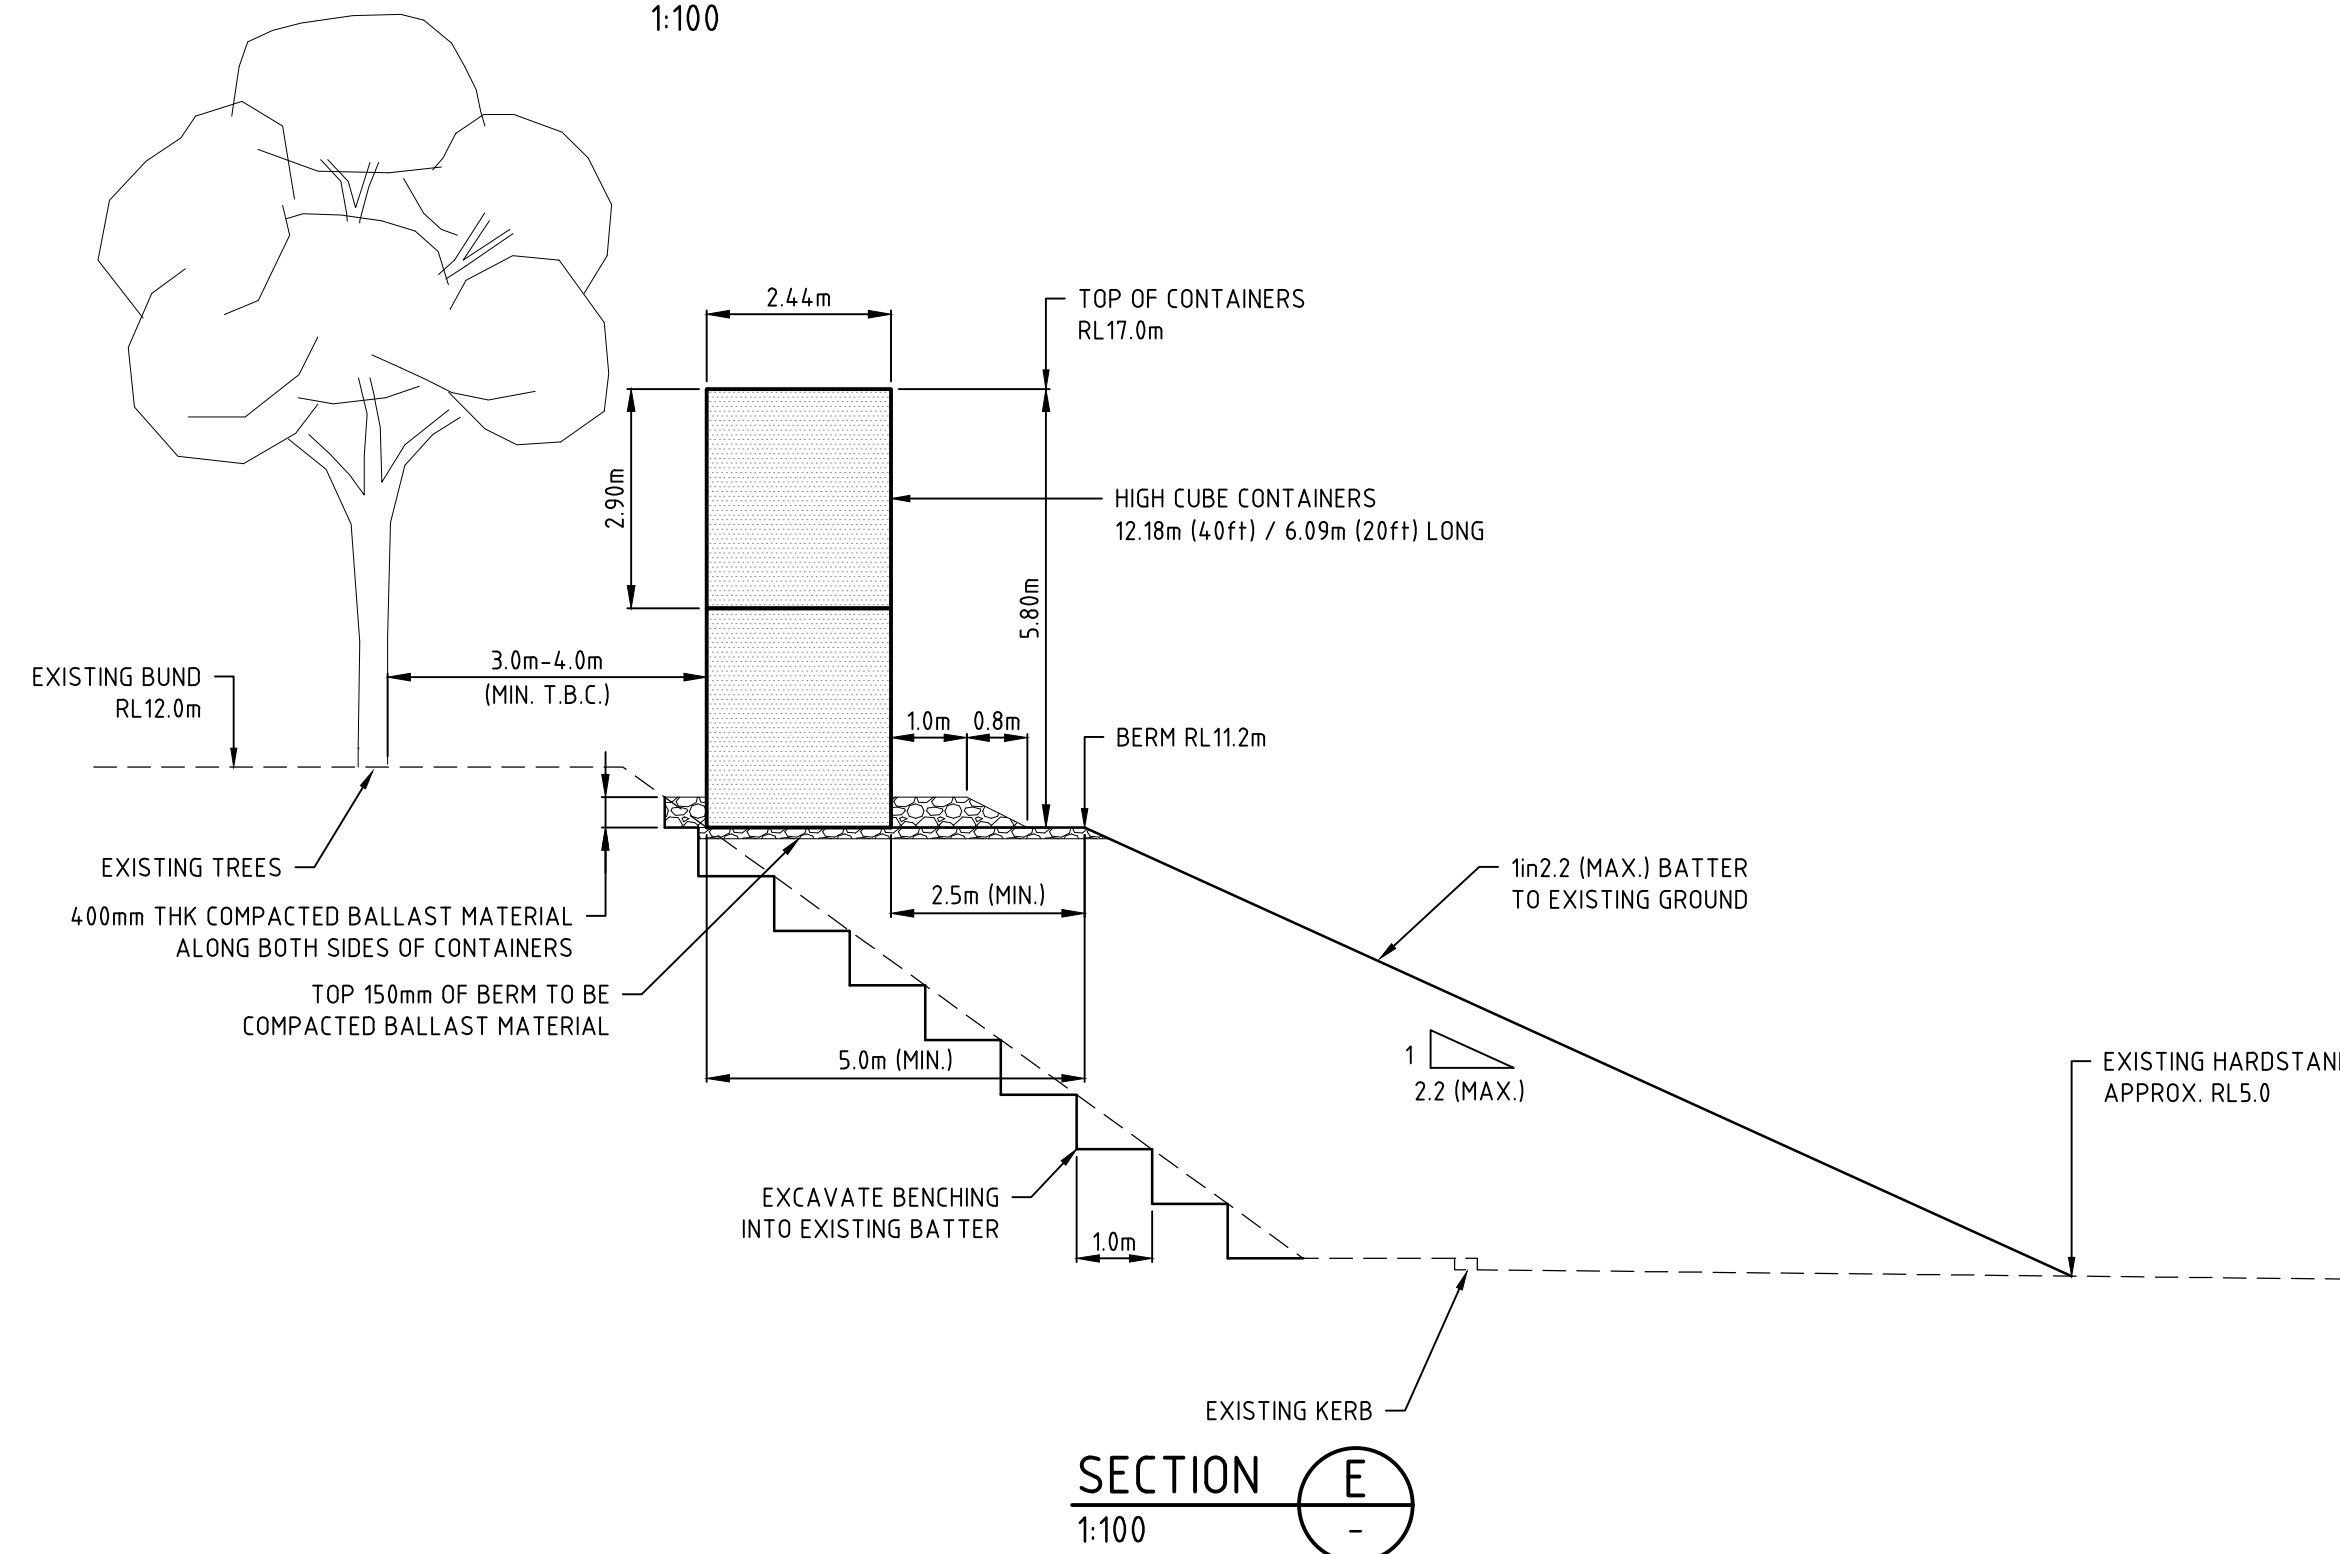 1:100
2.44m
TOP OF CONTAINERS
RL17.0m
2.90m
HIGH CUBE CONTAINERS
12.18m (40ft) / 6.09m (20ft) LONG
5.80m
EXISTING BUND
RL12.0m
3.0m-4.0m
(MIN. T.B.C.)
1.0m
0.8m
BERM RL11.2m
EXISTING TREES
400mm THK COMPACTED BALLAST MATERIAL
ALONG BOTH SIDES OF CONTAINERS
2.5m (MIN.)
1in2.2 (MAX.) BATTER
TO EXISTING GROUND
TOP 150mm OF BERM TO BE
COMPACTED BALLAST MATERIAL
5.0m (MIN.)
1
2.2 (MAX.)
EXISTING HARDSTAN
APPROX. RL5.0
EXCAVATE BENCHING
INTO EXISTING BATTER
1.0m
EXISTING KERB
SECTION E
1:100 -